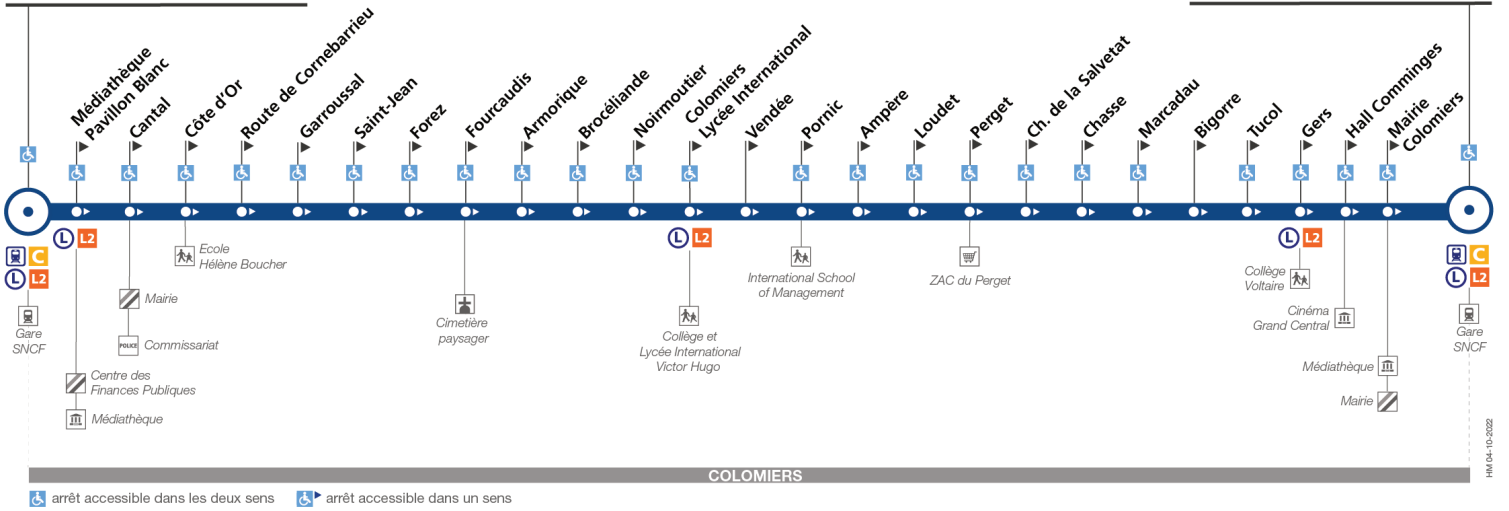 Médiathèque
Pavillon Blanc
Cantal
Côte d'Or
Route de Cornebarrieu
Garroussal
Saint-Jean
Forez
Fourcaudis
Armorique
Brocéliande
Noirmoutier
Colomiers
Lycée International
Vendée
Pornic
Ampère
Loudet
Perget
Ch. de la Salvetat
Chasse
Marcadau
Bigorre
Tucol
Gers
Hall Comminges
Mairie
Colomiers
C
L L2
Gare
SNCF
L L2
Centre des
Finances Publiques
Médiathèque
Mairie
POLICE Commissariat
Ecole
Hélène Boucher
Cimetière
paysager
L L2
Collège et
Lycée International
Victor Hugo
International School
of Management
ZAC du Perget
L L2
Collège
Voltaire
Cinéma
Grand Central
Médiathèque
Mairie
C
L L2
Gare
SNCF
COLOMIERS
arrêt accessible dans les deux sens
arrêt accessible dans un sens
HM 04-10-2022